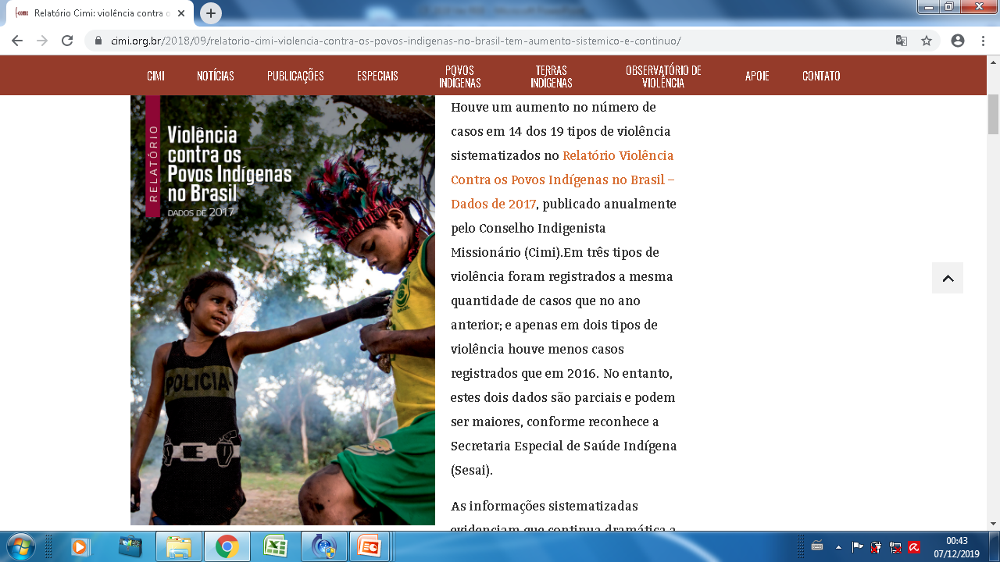 Relatório Cimi: violência contra o
cimi.org.br/2018/09/relatorio-cimi-violencia-contra-os-povos-indigenas-no-brasil-tem-aumento-sistemico-e-continuo/
CIMI
NOTÍCIAS
PUBLICAÇÕES
ESPECIAIS
POVOS
INDÍGENAS
TERRAS
INDÍGENAS
OBSERVATÓRIO DE
VIOLÊNCIA
APOIE
CONTATO
RELATÓRIO
Violência
contra os
Povos Indígenas
no Brasil
DADOS DE 2017
BRASIL
POLICIA
E
Houve um aumento no número de
casos em 14 dos 19 tipos de violência
sistematizados no Relatório Violência
Contra os Povos Indígenas no Brasil –
Dados de 2017, publicado anualmente
pelo Conselho Indigenista
Missionário (Cimi).Em três tipos de
violência foram registrados a mesma
quantidade de casos que no ano
anterior; e apenas em dois tipos de
violência houve menos casos
registrados que em 2016. No entanto,
estes dois dados são parciais e podem
ser maiores, conforme reconhece a
Secretaria Especial de Saúde Indígena
(Sesai).
As informações sistematizadas
evidenciam que continua dramática a
00:43
07/12/2019